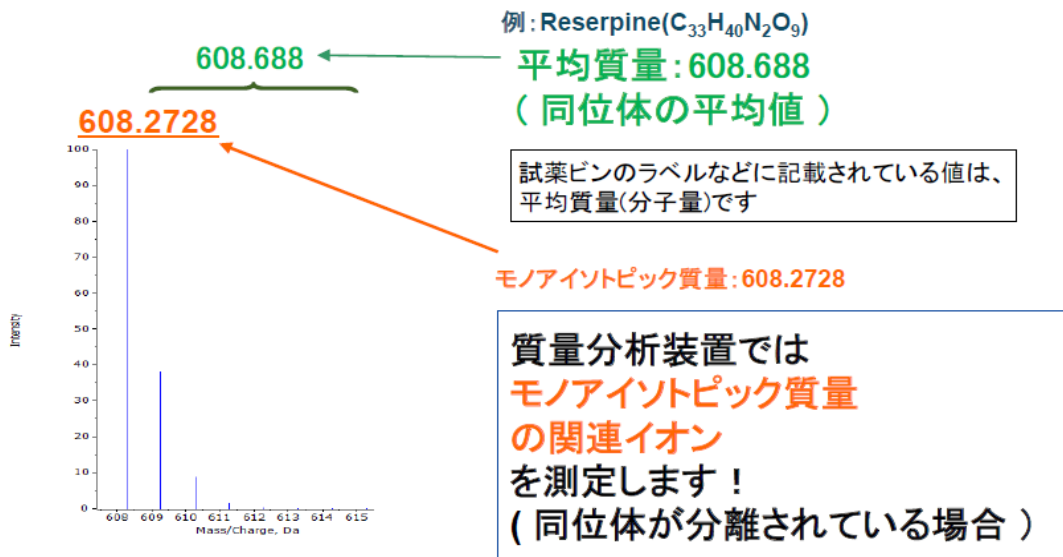 例：Reserpine(C₃₃H₄₀N₂O₉)
608.688
平均質量：608.688
（ 同位体の平均値 ）
608.2728
試薬ビンのラベルなどに記載されている値は、
平均質量(分子量)です
モノアイソトピック質量：608.2728
質量分析装置では
モノアイソトピック質量
の関連イオン
を測定します！
( 同位体が分離されている場合 ）
Intensity
100
90
80
70
60
50
40
30
20
10
0
608 609 610 611 612 613 614 615
Mass/Charge, Da